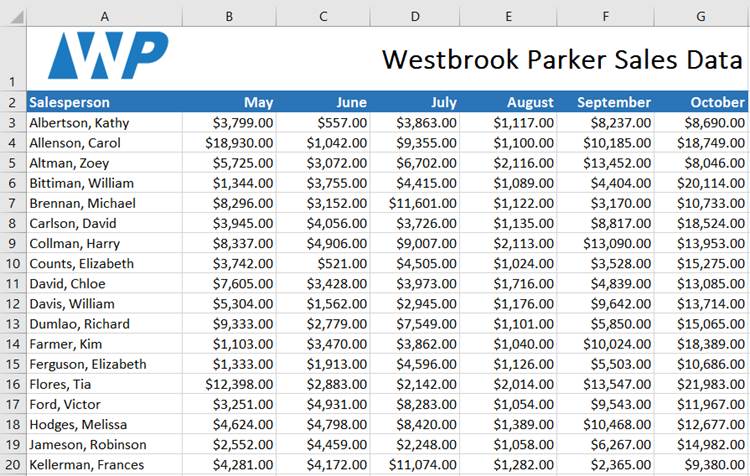 A B C D E F G
WP Westbrook Parker Sales Data
1
2 Salesperson May June July August September October
3 Albertson, Kathy $3,799.00 $557.00 $3,863.00 $1,117.00 $8,237.00 $8,690.00
4 Allenson, Carol $18,930.00 $1,042.00 $9,355.00 $1,100.00 $10,185.00 $18,749.00
5 Altman, Zoey $5,725.00 $3,072.00 $6,702.00 $2,116.00 $13,452.00 $8,046.00
6 Bittiman, William $1,344.00 $3,755.00 $4,415.00 $1,089.00 $4,404.00 $20,114.00
7 Brennan, Michael $8,296.00 $3,152.00 $11,601.00 $1,122.00 $3,170.00 $10,733.00
8 Carlson, David $3,945.00 $4,056.00 $3,726.00 $1,135.00 $8,817.00 $18,524.00
9 Collman, Harry $8,337.00 $4,906.00 $9,007.00 $2,113.00 $13,090.00 $13,953.00
10 Counts, Elizabeth $3,742.00 $521.00 $4,505.00 $1,024.00 $3,528.00 $15,275.00
11 David, Chloe $7,605.00 $3,428.00 $3,973.00 $1,716.00 $4,839.00 $13,085.00
12 Davis, William $5,304.00 $1,562.00 $2,945.00 $1,176.00 $9,642.00 $13,714.00
13 Dumlao, Richard $9,333.00 $2,779.00 $7,549.00 $1,101.00 $5,850.00 $15,065.00
14 Farmer, Kim $1,103.00 $3,470.00 $3,862.00 $1,040.00 $10,024.00 $18,389.00
15 Ferguson, Elizabeth $1,333.00 $1,913.00 $4,596.00 $1,126.00 $5,503.00 $10,686.00
16 Flores, Tia $12,398.00 $2,883.00 $2,142.00 $2,014.00 $13,547.00 $21,983.00
17 Ford, Victor $3,251.00 $4,931.00 $8,283.00 $1,054.00 $9,543.00 $11,967.00
18 Hodges, Melissa $4,624.00 $4,798.00 $8,420.00 $1,389.00 $10,468.00 $12,677.00
19 Jameson, Robinson $2,552.00 $4,459.00 $2,248.00 $1,058.00 $6,267.00 $14,982.00
20 Kellerman, Frances $4,281.00 $4,172.00 $11,074.00 $1,282.00 $2,365.00 $9,380.00